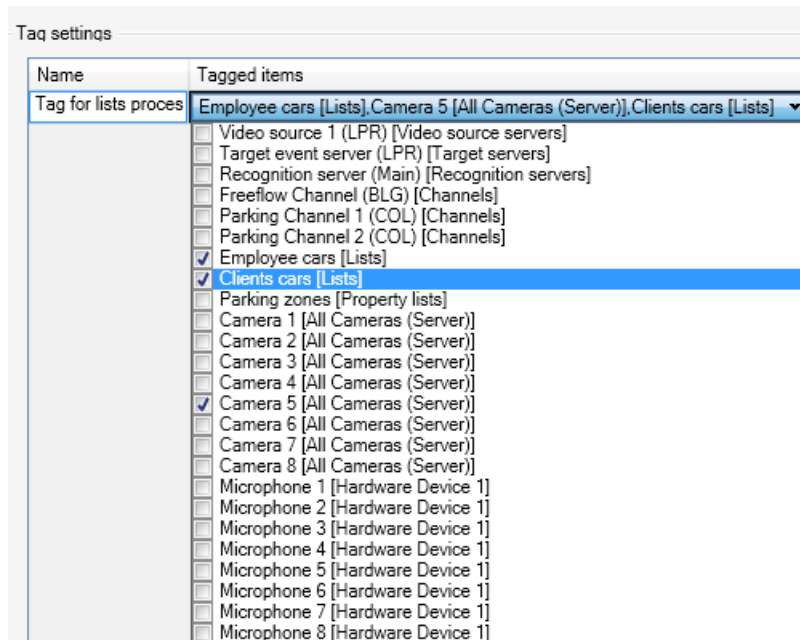 Tag settings
Name Tagged items
Tag for lists proces Employee cars [Lists],Camera 5 [All Cameras (Server)],Clients cars [Lists]
Video source 1 (LPR) [Video source servers]
Target event server (LPR) [Target servers]
Recognition server (Main) [Recognition servers]
Freeflow Channel (BLG) [Channels]
Parking Channel 1 (COL) [Channels]
Parking Channel 2 (COL) [Channels]
Employee cars [Lists]
Clients cars [Lists]
Parking zones [Property lists]
Camera 1 [All Cameras (Server)]
Camera 2 [All Cameras (Server)]
Camera 3 [All Cameras (Server)]
Camera 4 [All Cameras (Server)]
Camera 5 [All Cameras (Server)]
Camera 6 [All Cameras (Server)]
Camera 7 [All Cameras (Server)]
Camera 8 [All Cameras (Server)]
Microphone 1 [Hardware Device 1]
Microphone 2 [Hardware Device 1]
Microphone 3 [Hardware Device 1]
Microphone 4 [Hardware Device 1]
Microphone 5 [Hardware Device 1]
Microphone 6 [Hardware Device 1]
Microphone 7 [Hardware Device 1]
Microphone 8 [Hardware Device 1]